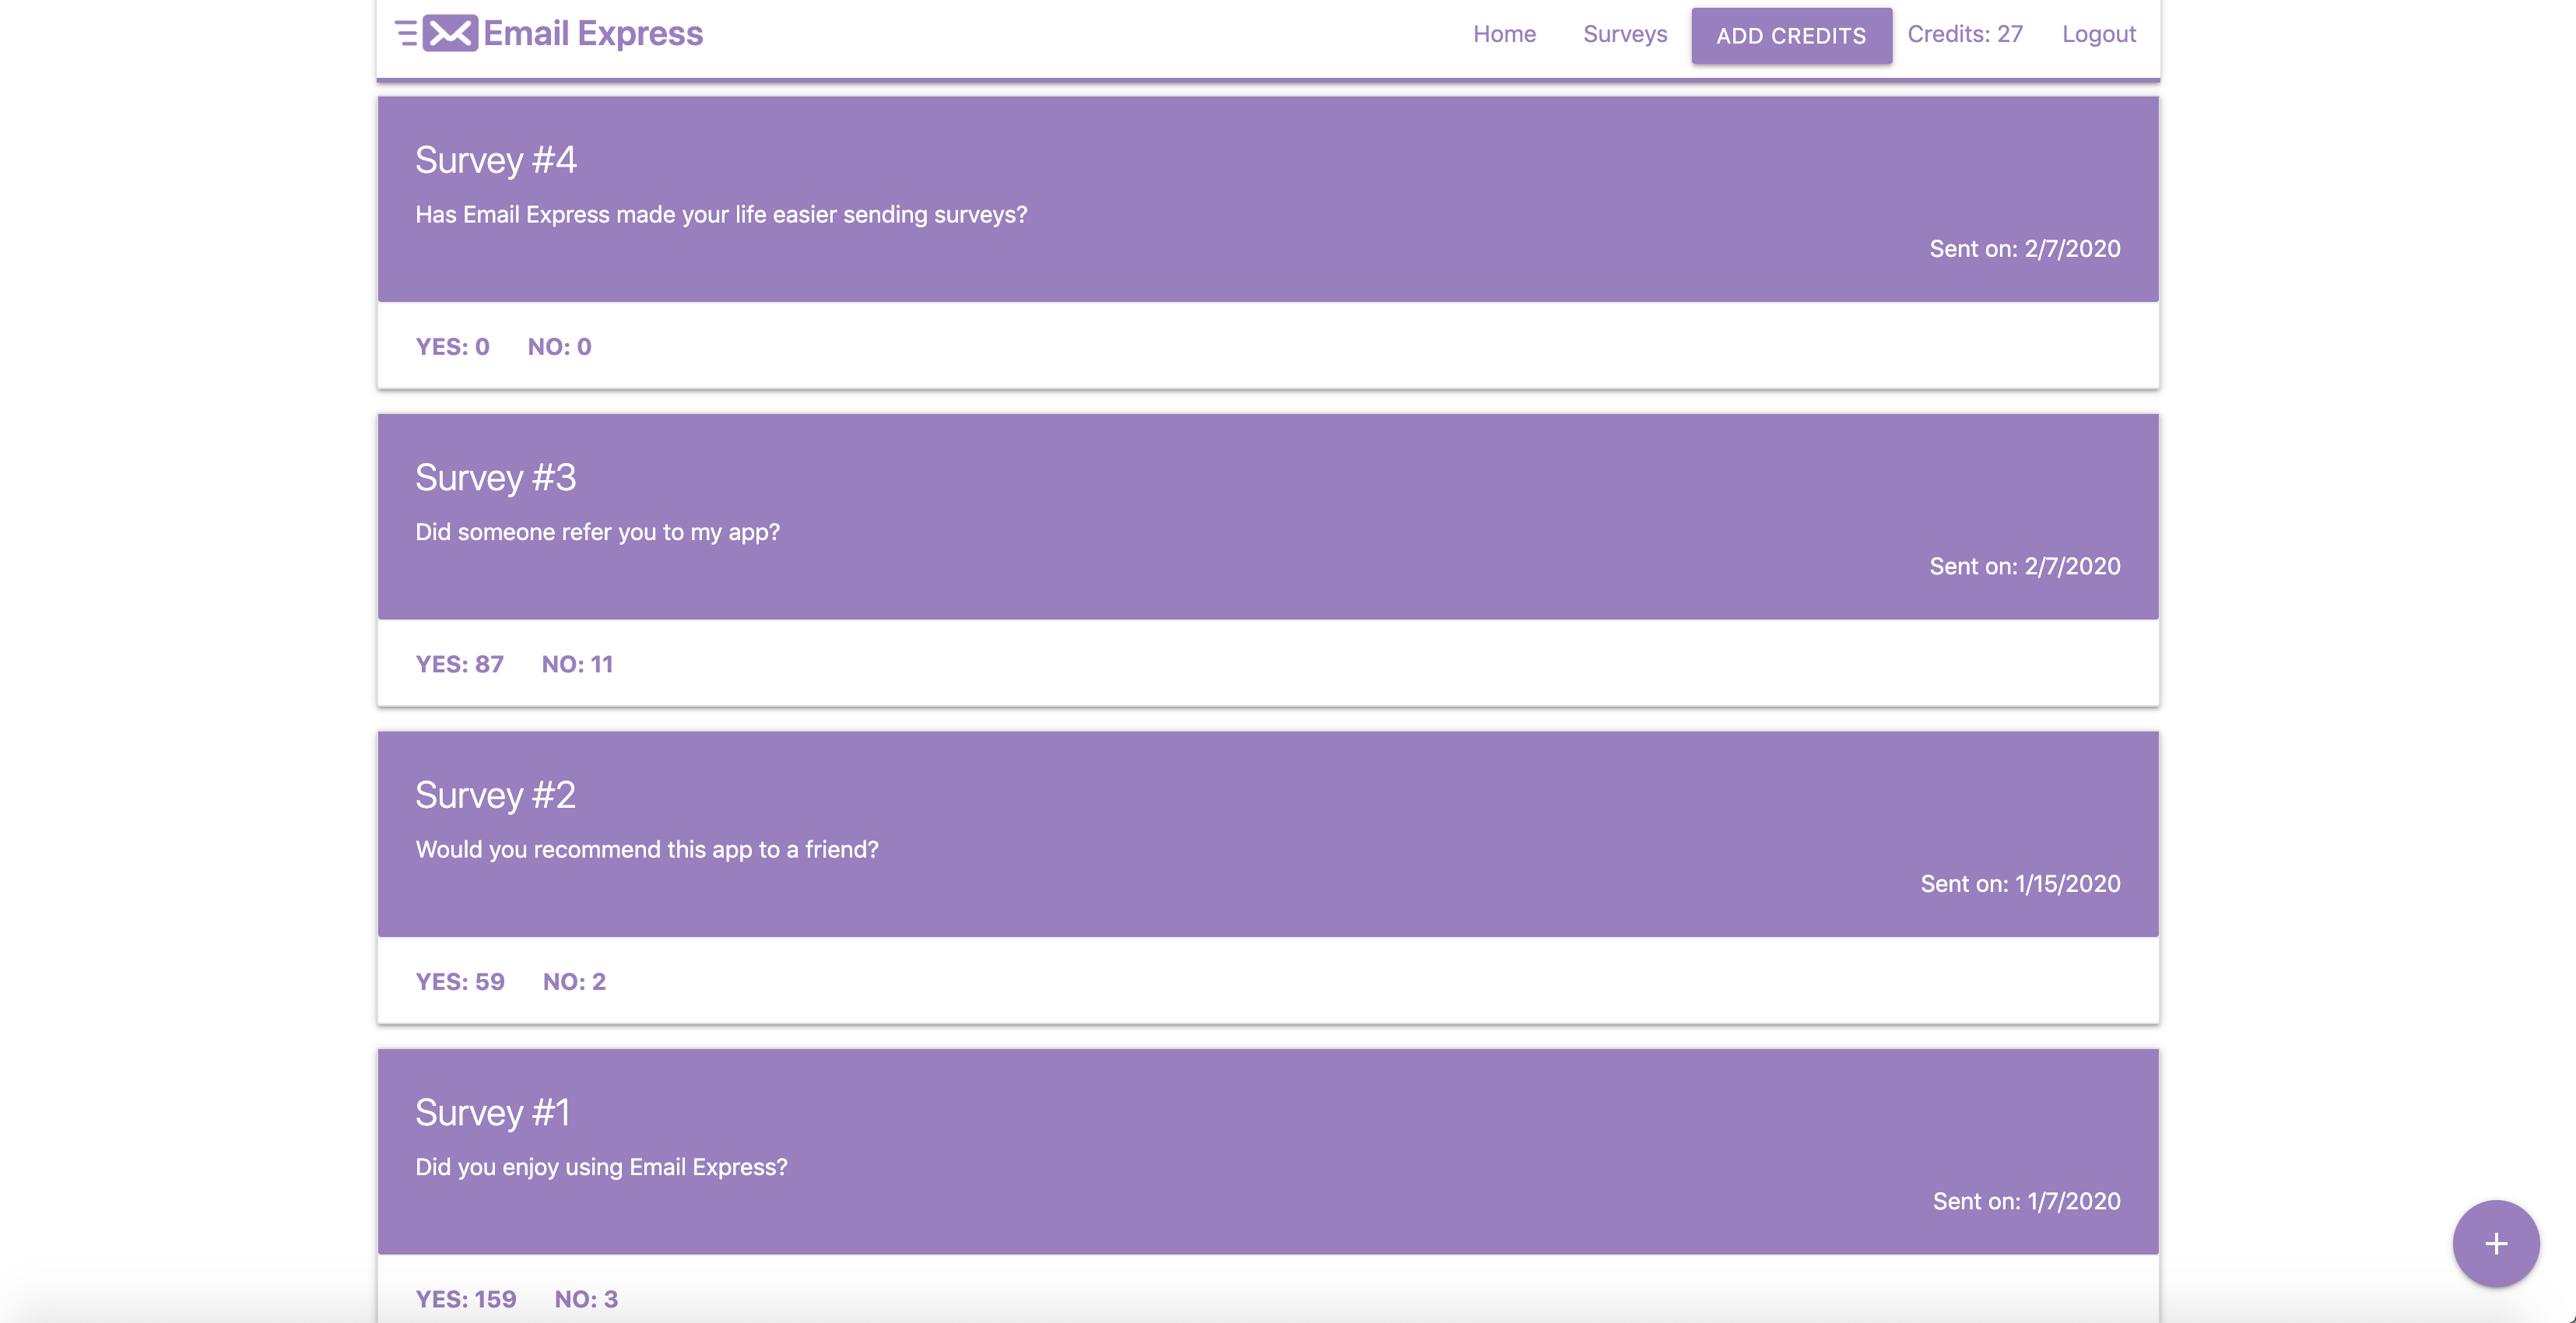 Email Express
Home Surveys ADD CREDITS Credits: 27 Logout
Survey #4
Has Email Express made your life easier sending surveys?
Sent on: 2/7/2020
YES: 0 NO: 0
Survey #3
Did someone refer you to my app?
Sent on: 2/7/2020
YES: 87 NO: 11
Survey #2
Would you recommend this app to a friend?
Sent on: 1/15/2020
YES: 59 NO: 2
Survey #1
Did you enjoy using Email Express?
Sent on: 1/7/2020
YES: 159 NO: 3